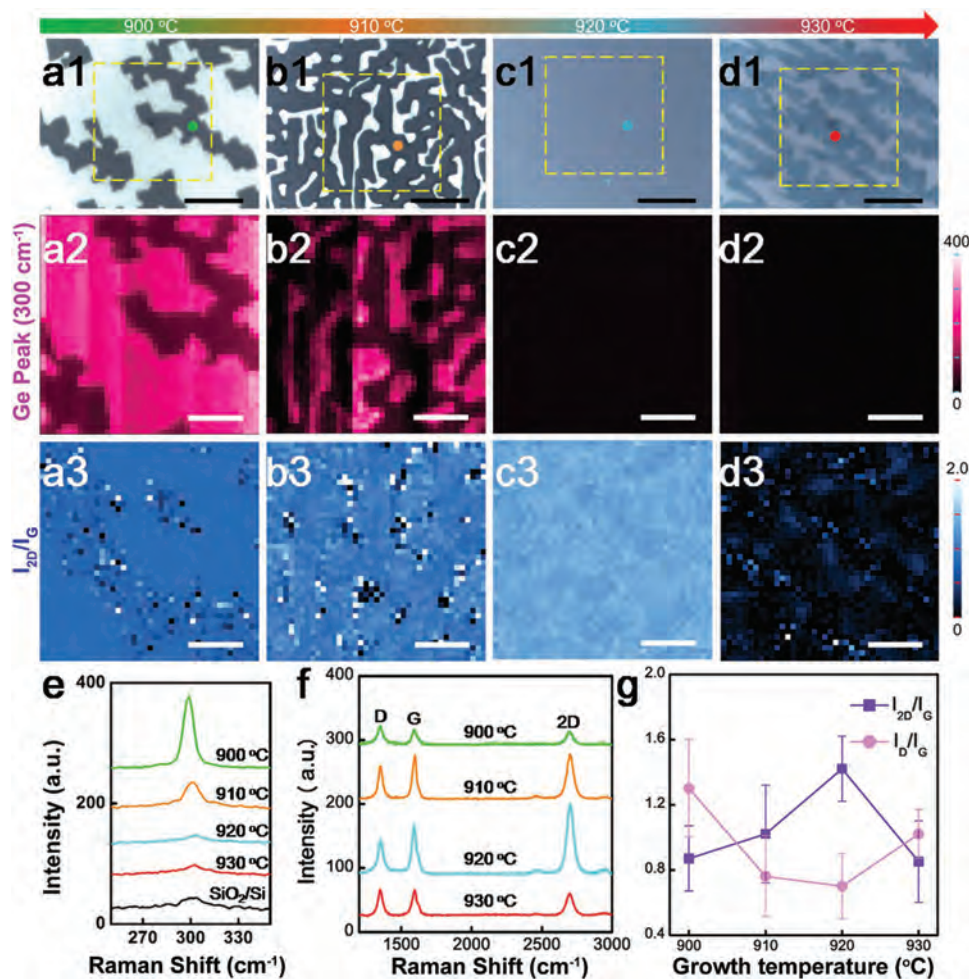 900 °C 910 °C 920 °C 930 °C
a1 b1 c1 d1
Ge Peak (300 cm⁻¹)
a2 b2 c2 d2
400
0
I2D/IG
a3 b3 c3 d3
2.0
0
e
400
200
0
Intensity (a.u.)
900 °C
910 °C
920 °C
930 °C
SiO2/Si
270 300 330
Raman Shift (cm⁻¹)
f
400
300
200
100
0
Intensity (a.u.)
D G 2D
900 °C
910 °C
920 °C
930 °C
1500 2000 2500 3000
Raman Shift (cm⁻¹)
g
2.0
1.6
1.2
0.8
0.4
I2D/IG
ID/IG
900 910 920 930
Growth temperature (°C)